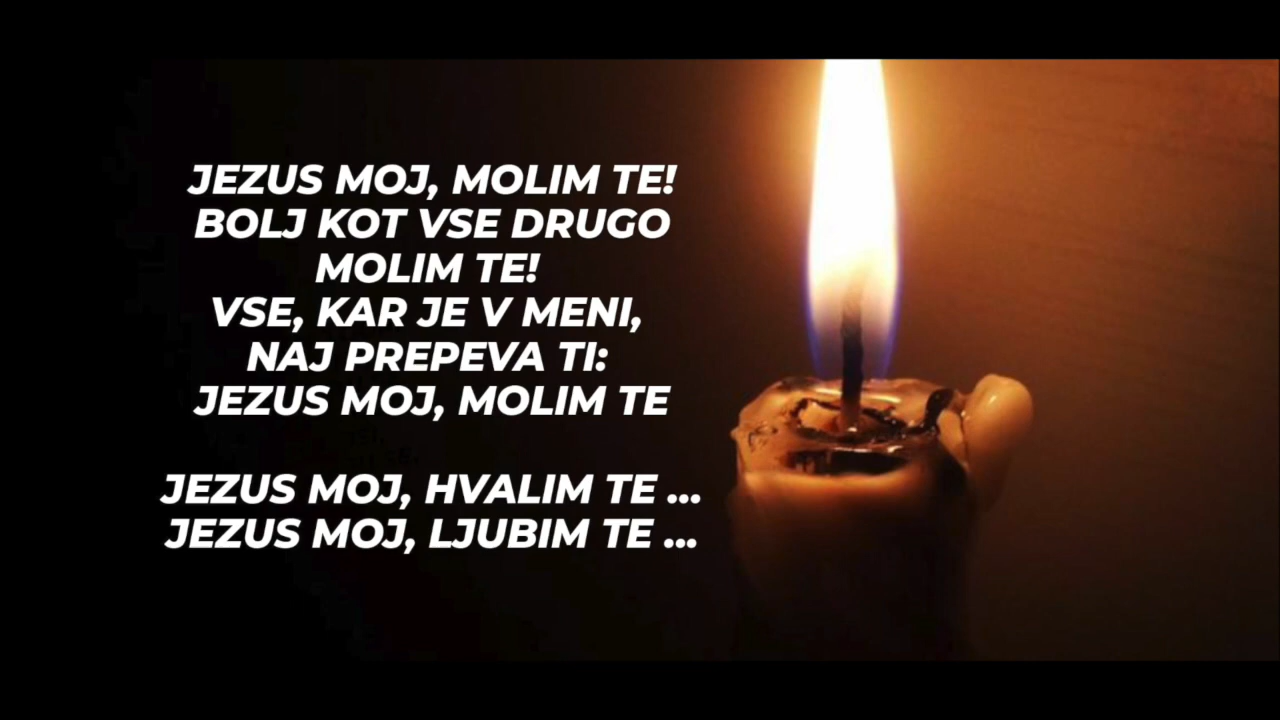 JEZUS MOJ, MOLIM TE!
BOLJ KOT VSE DRUGO
MOLIM TE!
VSE, KAR JE V MENI,
NAJ PREPEVA TI:
JEZUS MOJ, MOLIM TE
JEZUS MOJ, HVALIM TE ...
JEZUS MOJ, LJUBIM TE ...